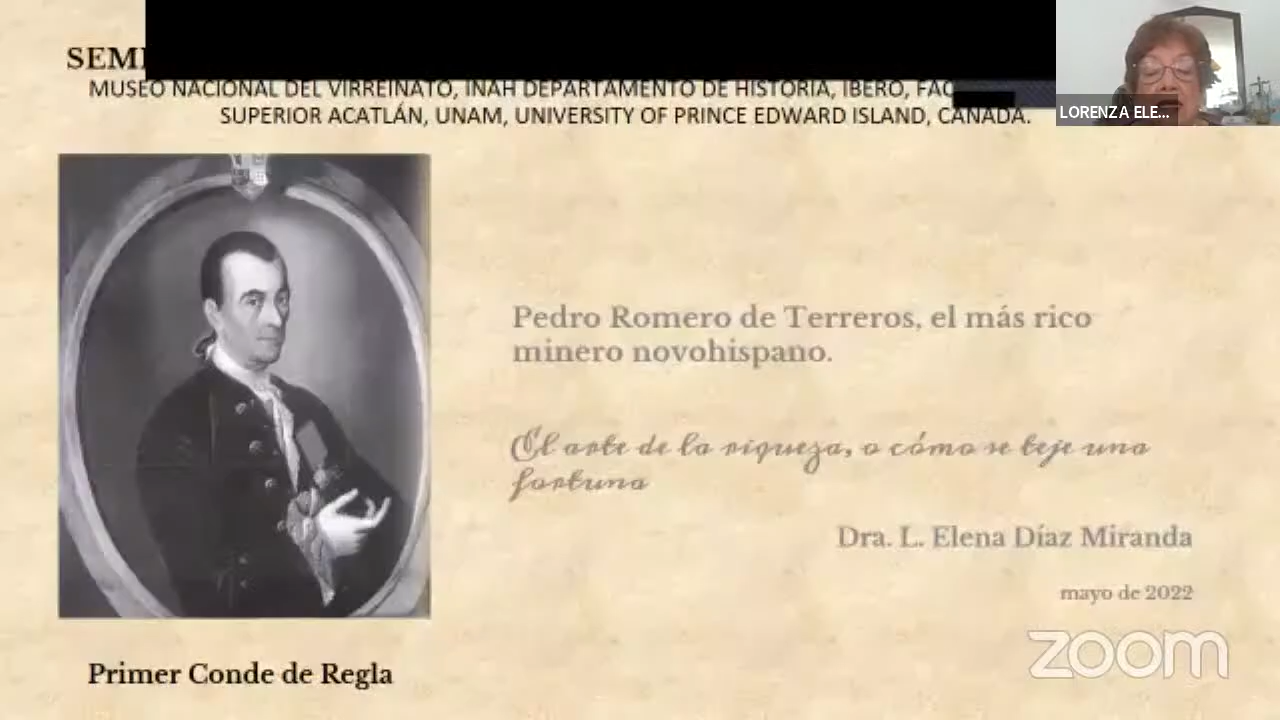 MUSEO NACIONAL DEL VIRREINATO, INAH DEPARTAMENTO DE HISTORIA, IBERO,
SUPERIOR ACATLÁN, UNAM, UNIVERSITY OF PRINCE EDWARD ISLAND, CANADA.
LORENZA ELE...
Pedro Romero de Terreros, el más rico
minero novohispano.
El arte de la riqueza, o cómo se teje una
fortuna
Dra. L. Elena Díaz Miranda
mayo de 2022
zoom
Primer Conde de Regla